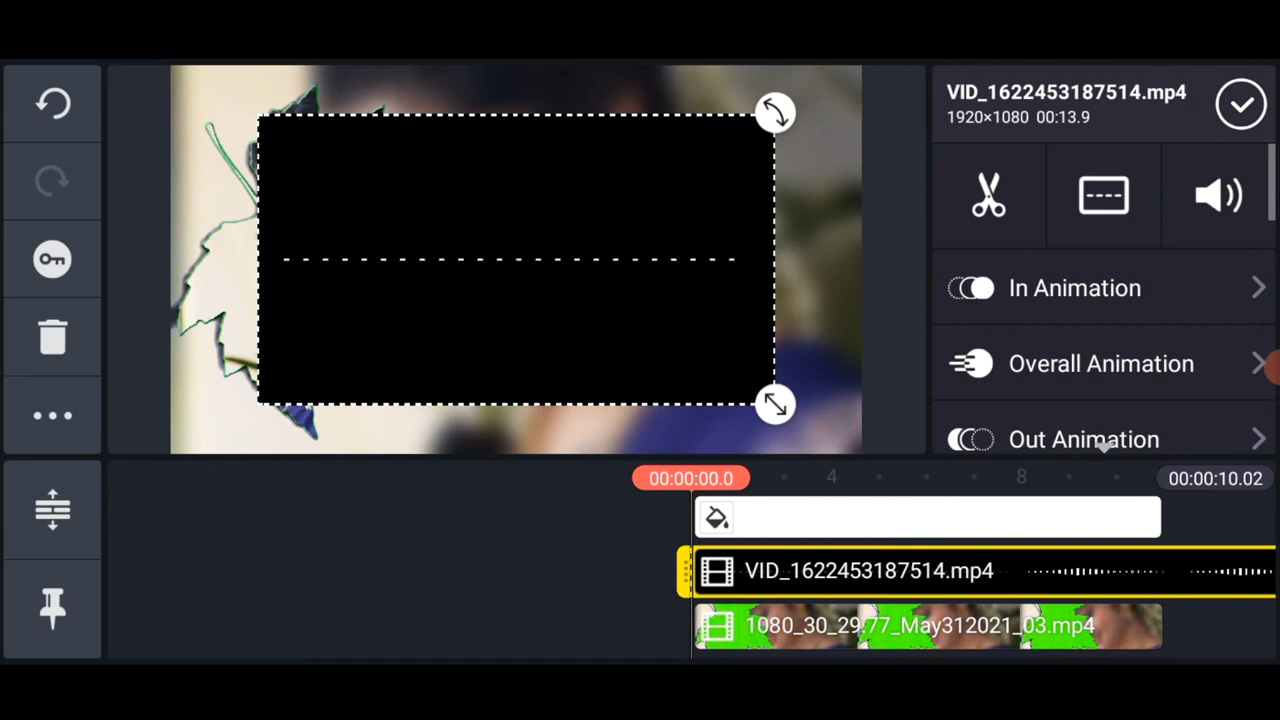 VID_1622453187514.mp4
1920×1080 00:13.9
In Animation
Overall Animation
Out Animation
00:00:00.0
4
8
00:00:10.02
VID_1622453187514.mp4
1080_30_29.77_May312021_03.mp4